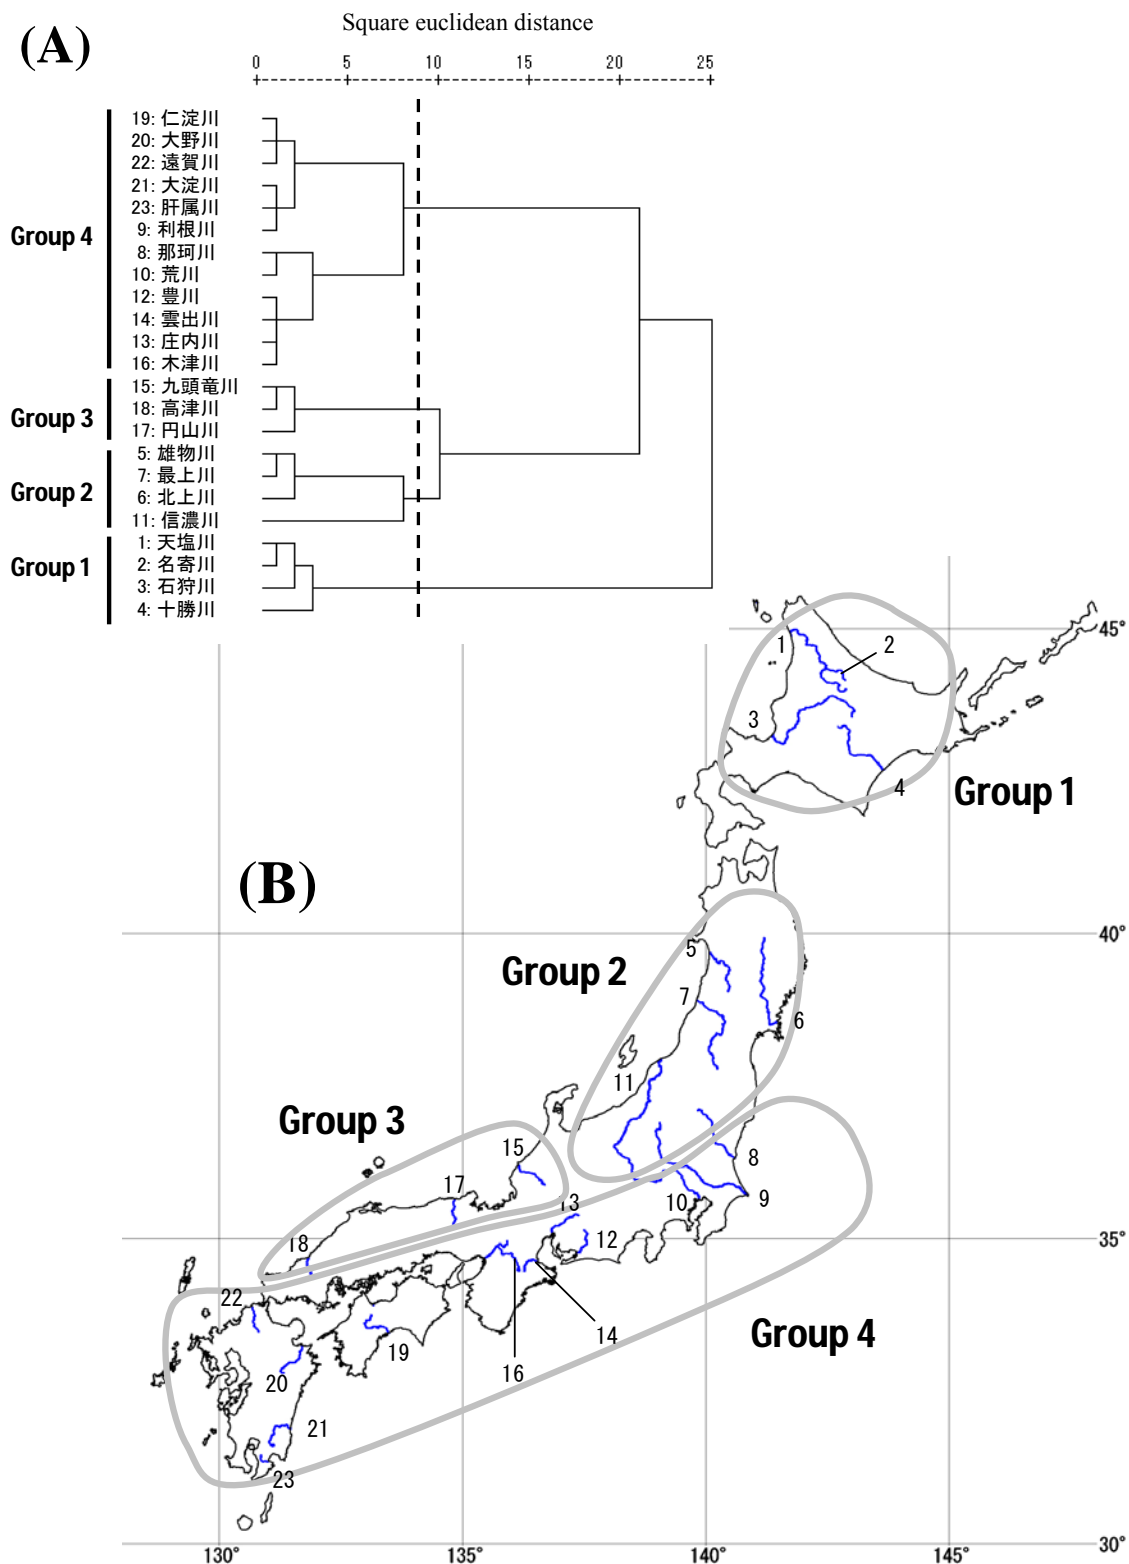 (A)
Square euclidean distance
0 5 10 15 20 25
19: 仁淀川
20: 大野川
22: 遠賀川
21: 大淀川
23: 肝属川
9: 利根川
Group 4
8: 那珂川
10: 荒川
12: 豊川
14: 雲出川
13: 庄内川
16: 木津川
15: 九頭竜川
18: 高津川
Group 3
17: 円山川
5: 雄物川
7: 最上川
Group 2
6: 北上川
11: 信濃川
1: 天塩川
2: 名寄川
Group 1
3: 石狩川
4: 十勝川
45°
1
2
3
4
Group 1
(B)
40°
5
Group 2
7
6
11
Group 3
15
8
17
9
10
13
12
35°
18
22
14
Group 4
19
16
20
21
23
30°
130° 135° 140° 145°